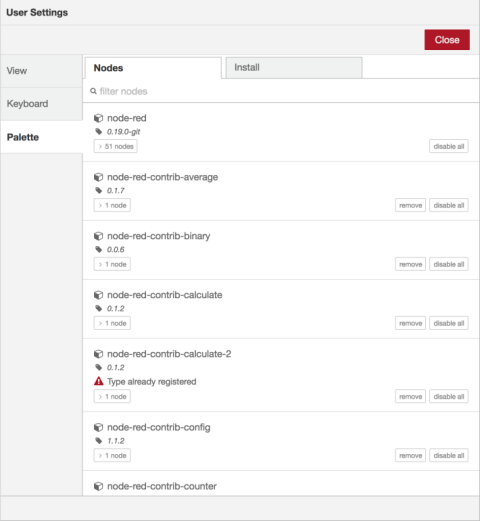 User Settings
Close
View
Keyboard
Palette
Nodes
Install
filter nodes
node-red
0.19.0-git
> 51 nodes
disable all
node-red-contrib-average
0.1.7
> 1 node
remove
disable all
node-red-contrib-binary
0.0.6
> 1 node
remove
disable all
node-red-contrib-calculate
0.1.2
> 1 node
remove
disable all
node-red-contrib-calculate-2
0.1.2
Type already registered
> 1 node
remove
disable all
node-red-contrib-config
1.1.2
> 1 node
remove
disable all
node-red-contrib-counter